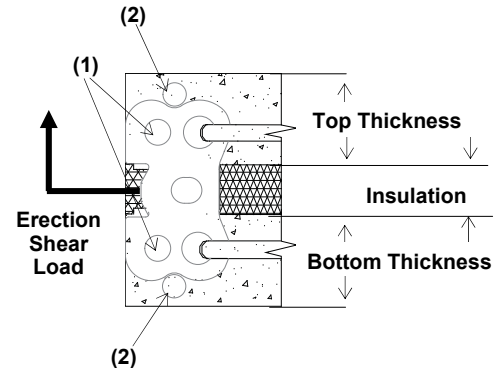 (2)
(1)
Top Thickness
Insulation
Erection
Shear
Load
Bottom Thickness
(2)